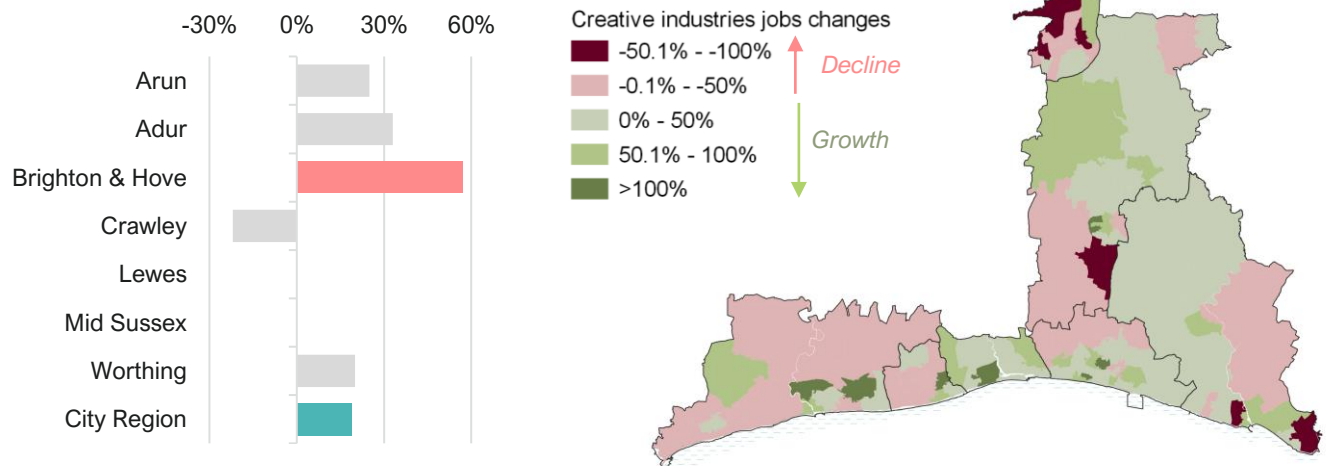 -30% 0% 30% 60%
Arun
Adur
Brighton & Hove
Crawley
Lewes
Mid Sussex
Worthing
City Region
Creative industries jobs changes
-50.1% - -100%
-0.1% - -50%
0% - 50%
50.1% - 100%
>100%
Decline
Growth